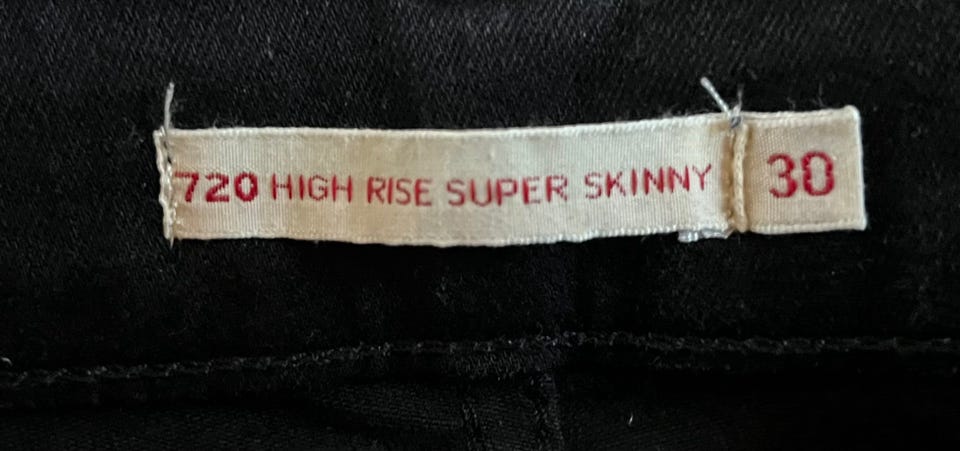 720 HIGH RISE SUPER SKINNY 30